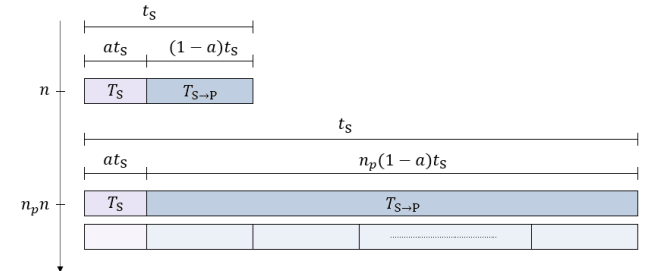 t_S
at_S (1 − a)t_S
n T_S T_S→P
t_S
at_S n_p(1 − a)t_S
n_p n T_S T_S→P